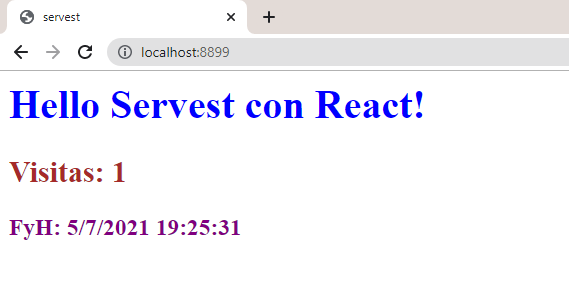 servest
localhost:8899
Hello Servest con React!
Visitas: 1
FyH: 5/7/2021 19:25:31